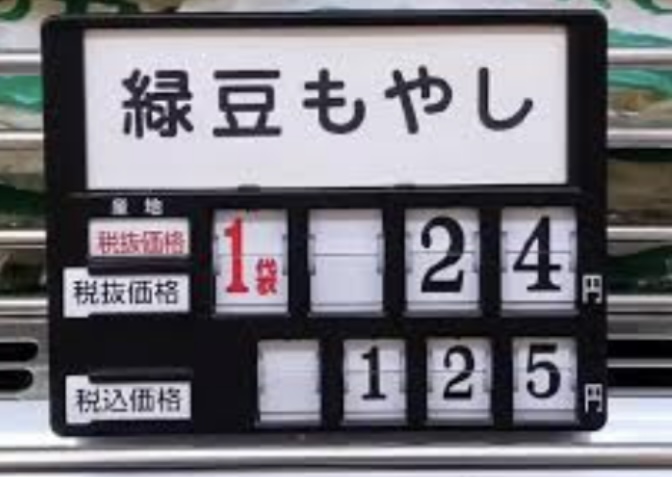 緑豆もやし
産地
税抜価格 1袋
税抜価格 24円
税込価格 125円